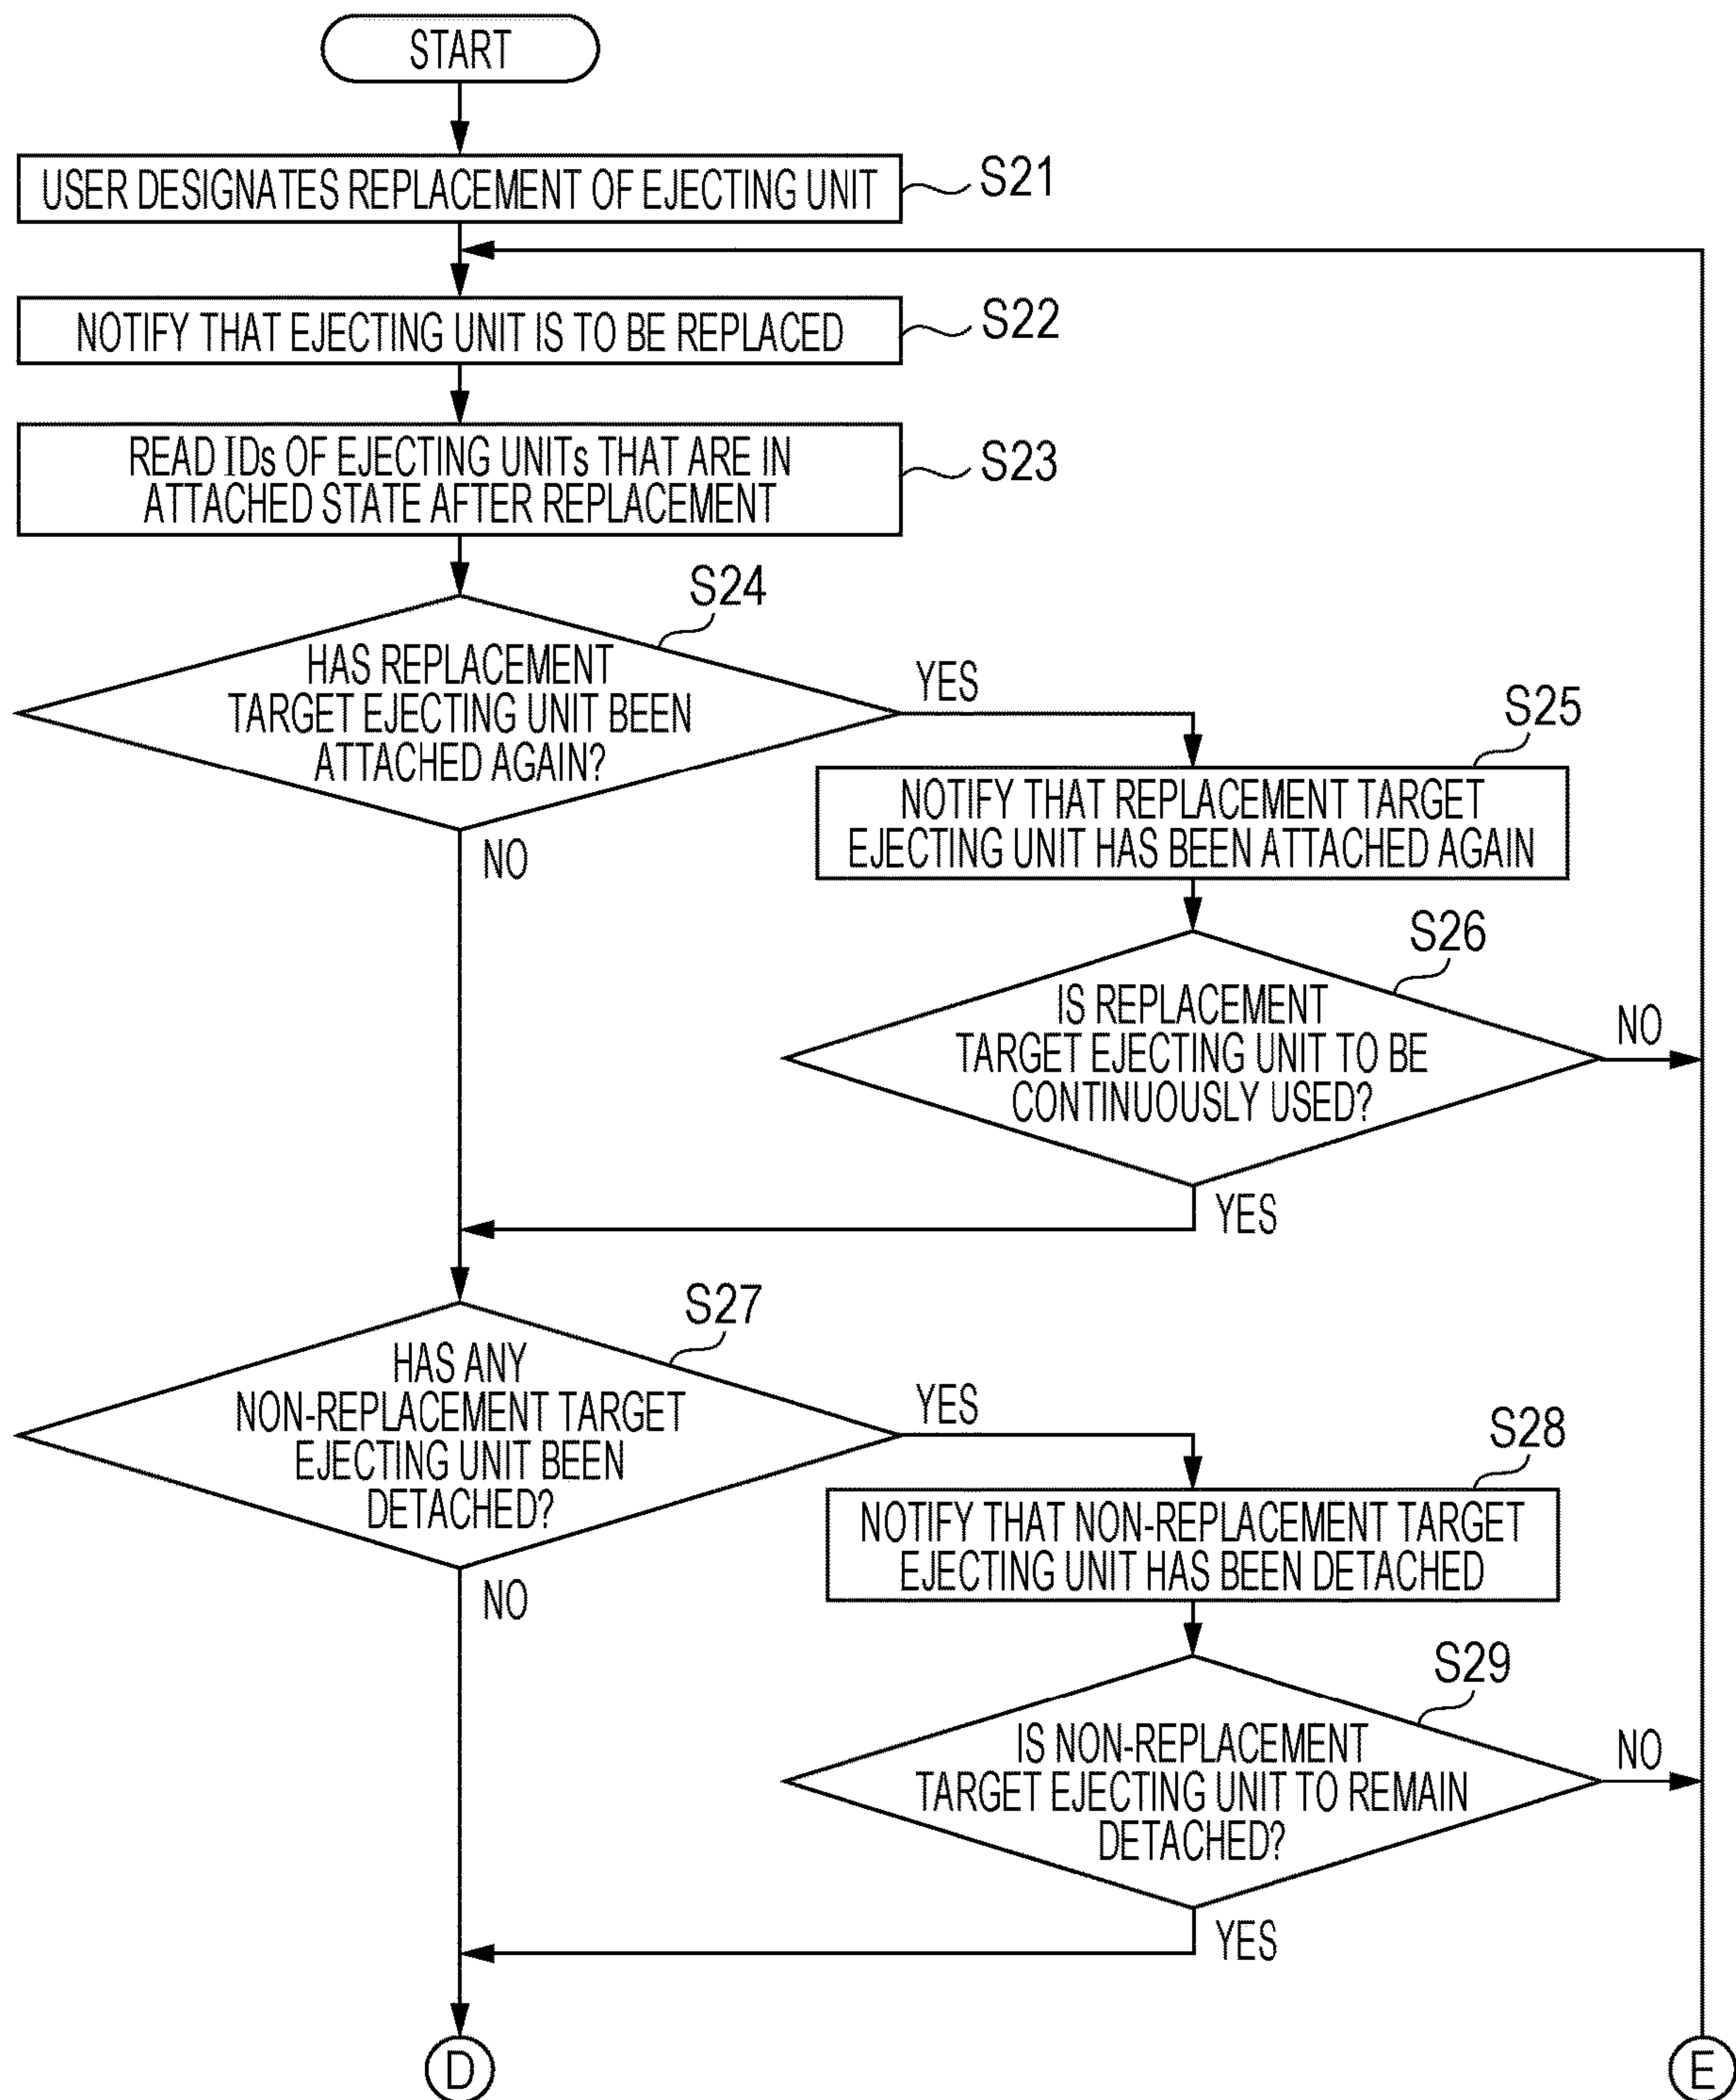 START
USER DESIGNATES REPLACEMENT OF EJECTING UNIT
S21
NOTIFY THAT EJECTING UNIT IS TO BE REPLACED
S22
READ IDs OF EJECTING UNITs THAT ARE IN
ATTACHED STATE AFTER REPLACEMENT
S23
S24
HAS REPLACEMENT
TARGET EJECTING UNIT BEEN
ATTACHED AGAIN?
YES
NO
S25
NOTIFY THAT REPLACEMENT TARGET
EJECTING UNIT HAS BEEN ATTACHED AGAIN
S26
IS REPLACEMENT
TARGET EJECTING UNIT TO BE
CONTINUOUSLY USED?
NO
YES
S27
HAS ANY
NON-REPLACEMENT TARGET
EJECTING UNIT BEEN
DETACHED?
YES
NO
S28
NOTIFY THAT NON-REPLACEMENT TARGET
EJECTING UNIT HAS BEEN DETACHED
S29
IS NON-REPLACEMENT
TARGET EJECTING UNIT TO REMAIN
DETACHED?
NO
YES
D
E